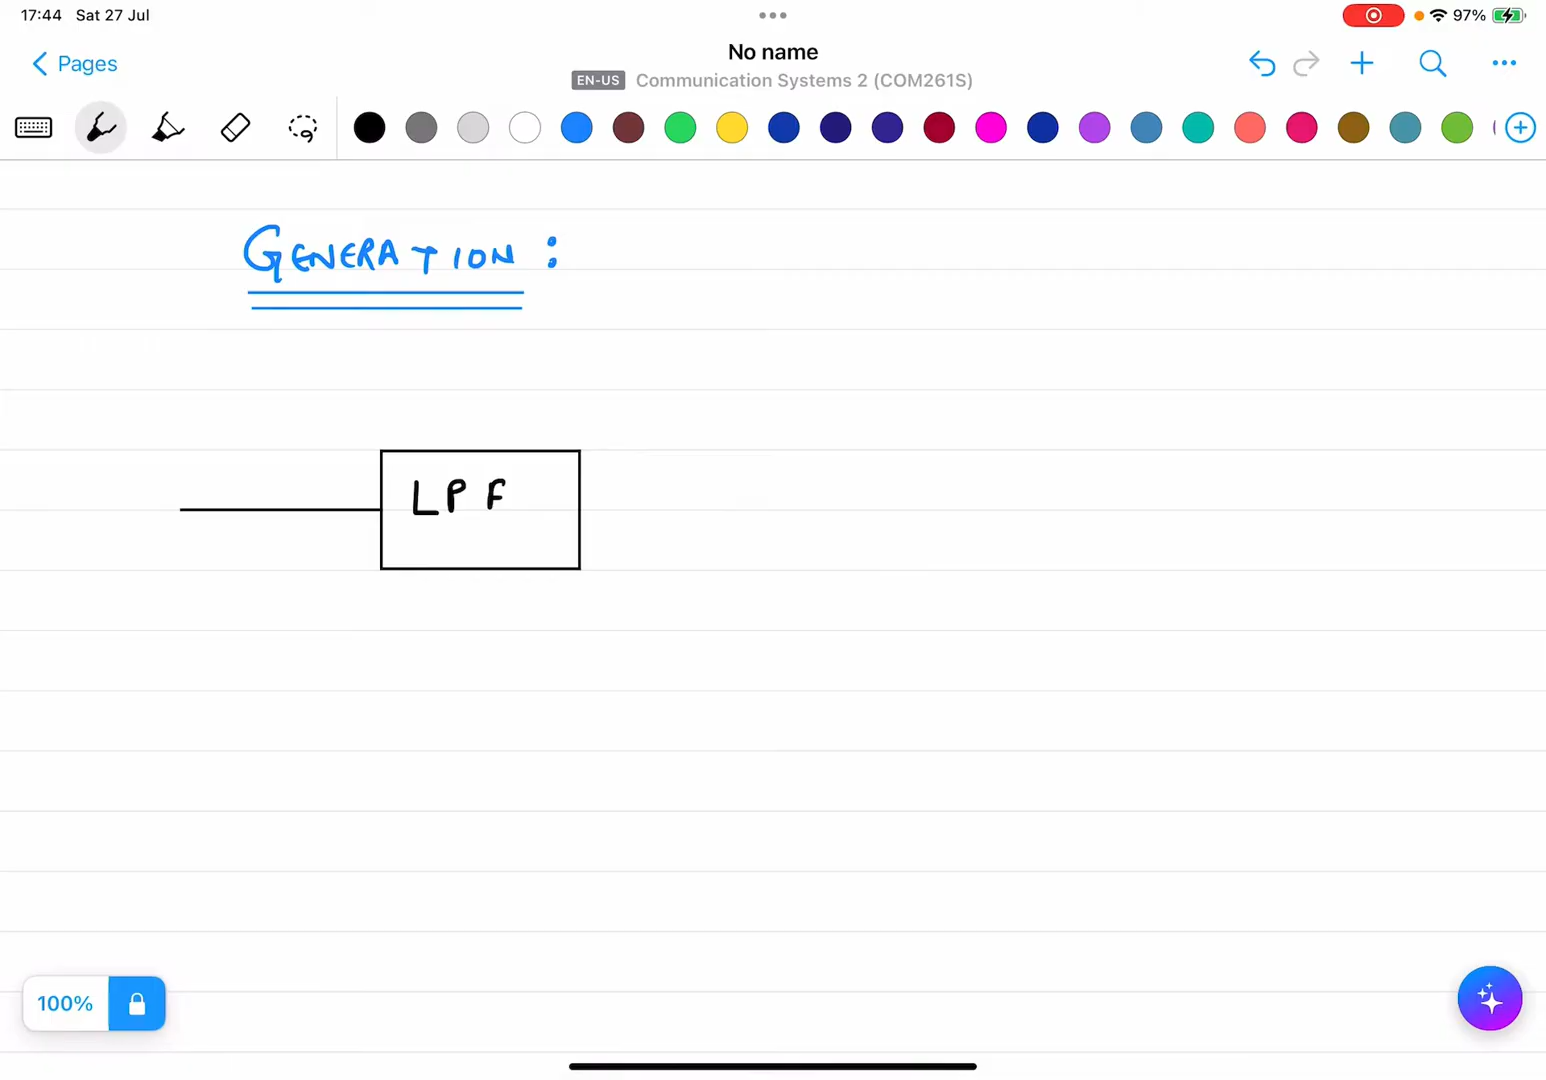 17:44 Sat 27 Jul
97%
Pages
No name
EN-US Communication Systems 2 (COM261S)
GENERATION :
LPF
100%